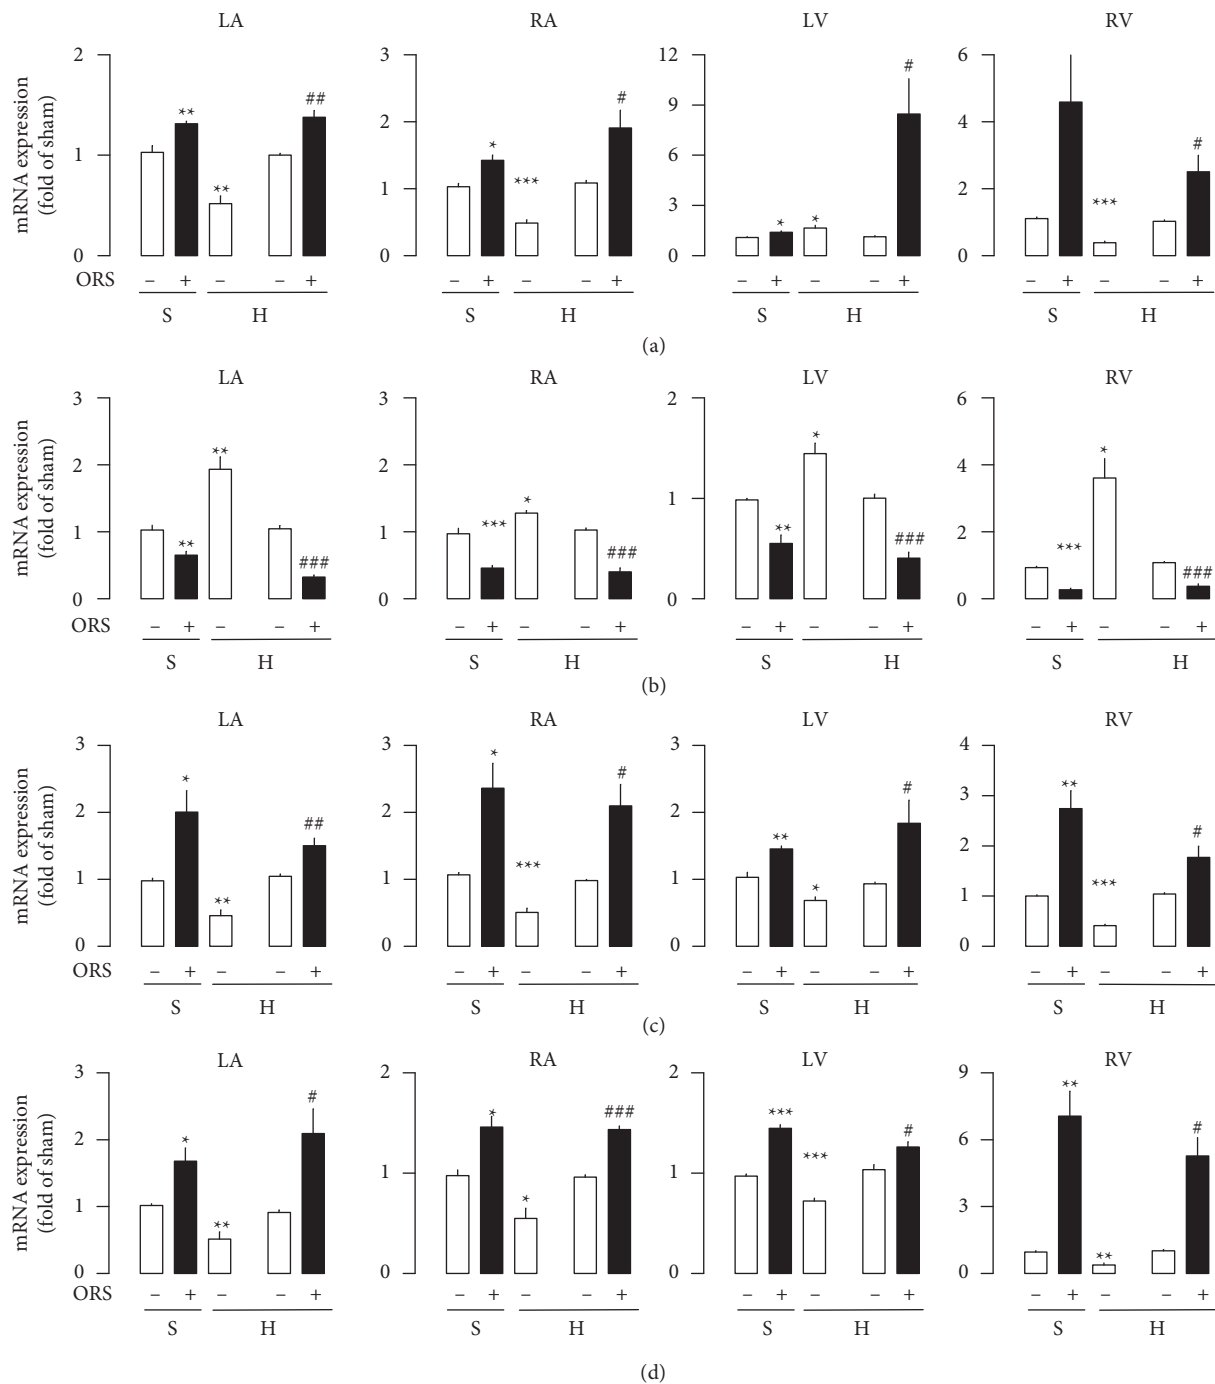 LA RA LV RV
mRNA expression
(fold of sham)
2 3 12 6
** ## * # # #
9
2 4
1 ** *** 6 * * ***
1 2
3
0 0 0 0
ORS – + – – + – + – – + – + – – + – + – – +
S H S H S H S H
(a)
LA RA LV RV
mRNA expression
(fold of sham)
3 3 2 6
** * *
2 2 4
*** * ** ###
1 ** 1 1 2 ***
### ### ###
0 0 0 0
ORS – + – – + – + – – + – + – – + – + – – +
S H S H S H S H
(b)
LA RA LV RV
mRNA expression
(fold of sham)
3 3 3 4
* * # # **
2 2 2 3
## ** #
2
1 ** 1 *** 1 * 1 ***
0 0 0 0
ORS – + – – + – + – – + – + – – + – + – – +
S H S H S H S H
(c)
LA RA LV RV
mRNA expression
(fold of sham)
3 2 2 9
# * ### *** # ** #
2 * 6
*** 
1 1 1 3
** * **
0 0 0 0
ORS – + – – + – + – – + – + – – + – + – – +
S H S H S H S H
(d)